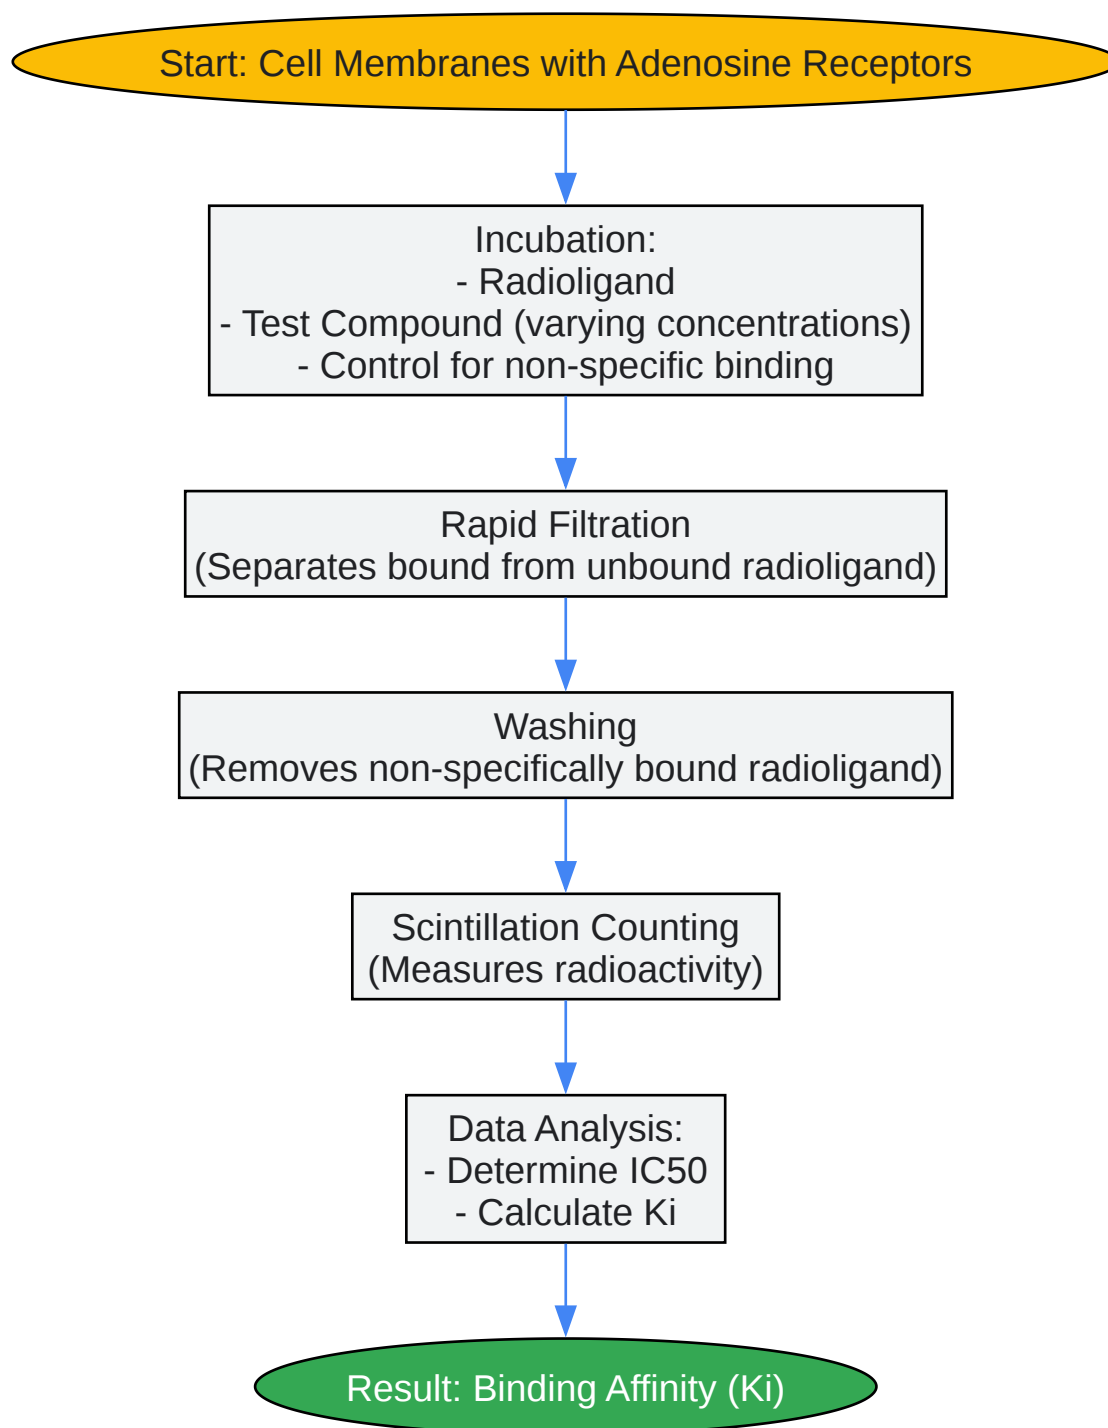 Start: Cell Membranes with Adenosine Receptors
Incubation:
- Radioligand
- Test Compound (varying concentrations)
- Control for non-specific binding
Rapid Filtration
(Separates bound from unbound radioligand)
Washing
(Removes non-specifically bound radioligand)
Scintillation Counting
(Measures radioactivity)
Data Analysis:
- Determine IC50
- Calculate Ki
Result: Binding Affinity (Ki)